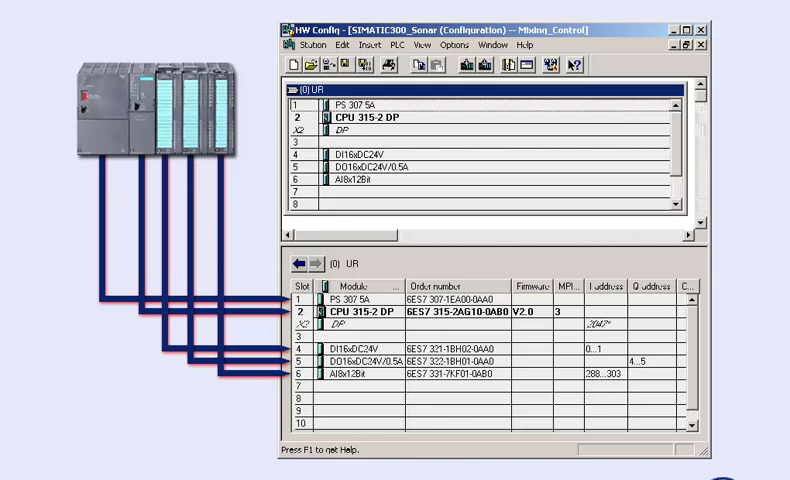 HW Config - [SIMATIC300_Sonar (Configuration) -- Mixing_Control]
Station Edit Insert PLC View Options Window Help
(0) UR
1 PS 307 5A
2 CPU 315-2 DP
X2 DP
3
4 DI16xDC24V
5 DO16xDC24V/0.5A
6 AI8x12Bit
7
8
(0) UR
Slot Module ... Order number Firmware MPI... I address Q address C...
1 PS 307 5A 6ES7 307-1EA00-0AA0
2 CPU 315-2 DP 6ES7 315-2AG10-0AB0 V2.0 3
X2 DP 2047*
3
4 DI16xDC24V 6ES7 321-1BH02-0AA0 0...1
5 DO16xDC24V/0.5A 6ES7 322-1BH01-0AA0 4...5
6 AI8x12Bit 6ES7 331-7KF01-0AB0 288...303
7
8
9
10
Press F1 to get Help.